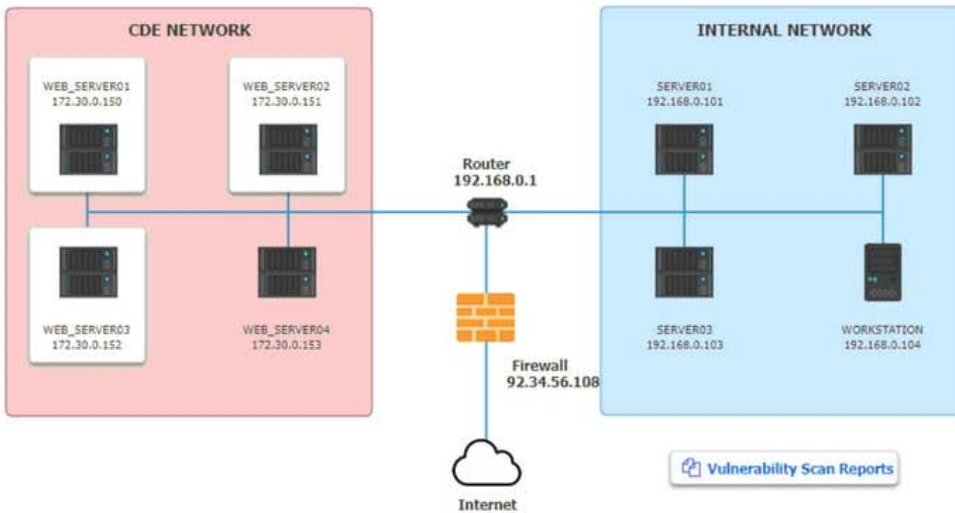 CDE NETWORK
WEB_SERVER01
172.30.0.150
WEB_SERVER02
172.30.0.151
WEB_SERVER03
172.30.0.152
WEB_SERVER04
172.30.0.153
Router
192.168.0.1
Firewall
92.34.56.108
Internet
INTERNAL NETWORK
SERVER01
192.168.0.101
SERVER02
192.168.0.102
SERVER03
192.168.0.103
WORKSTATION
192.168.0.104
Vulnerability Scan Reports